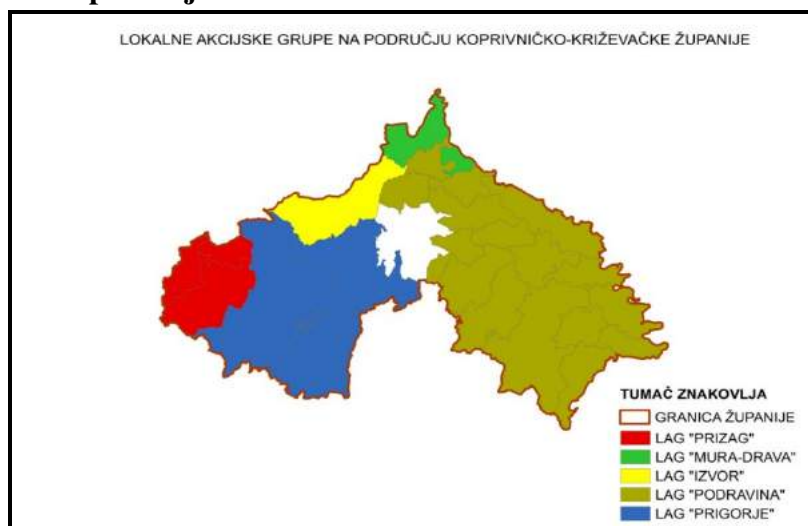 LOKALNE AKCIJSKE GRUPE NA PODRUČJU KOPRIVNIČKO-KRIŽEVAČKE ŽUPANIJE
TUMAČ ZNAKOVLJA
GRANICA ŽUPANIJE
LAG "PRIZAG"
LAG "MURA-DRAVA"
LAG "IZVOR"
LAG "PODRAVINA"
LAG "PRIGORJE"